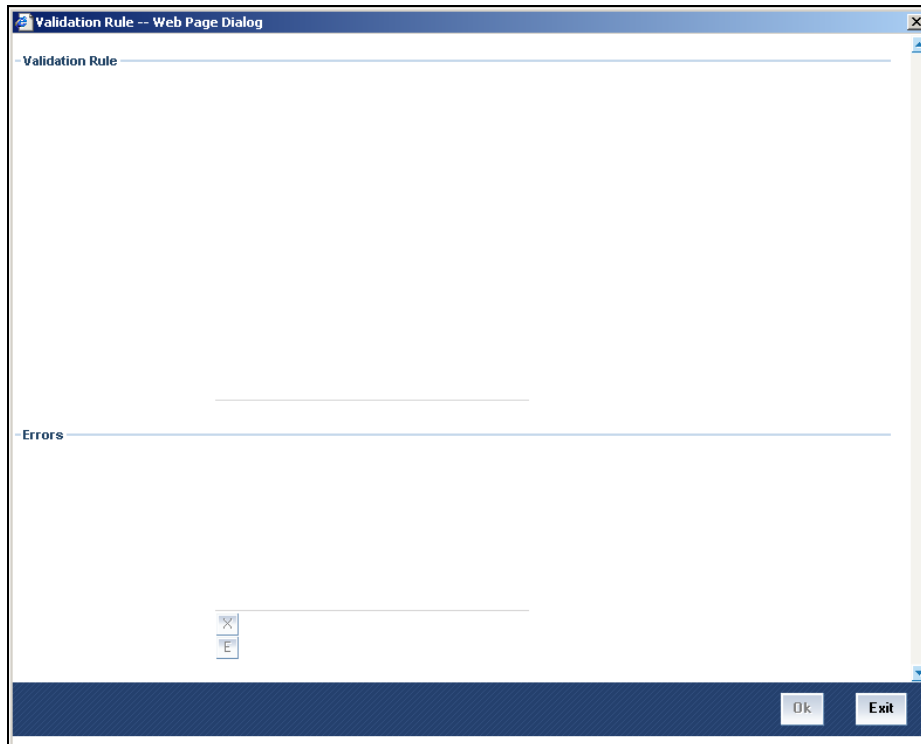 Validation Rule -- Web Page Dialog
Validation Rule
Errors
X
E
Ok
Exit